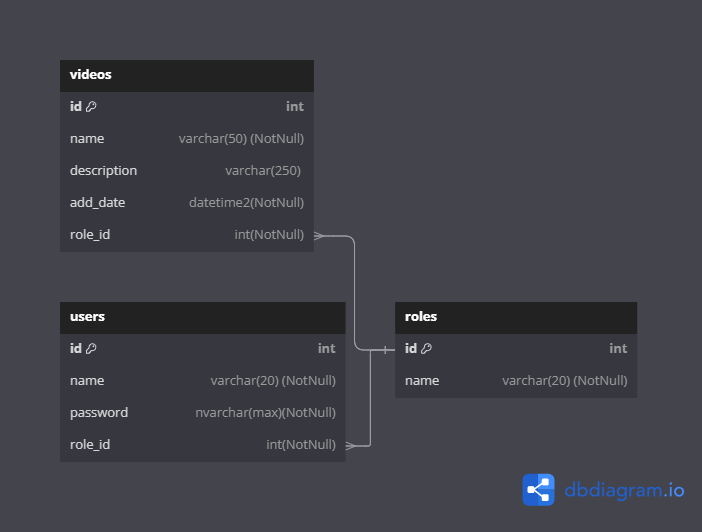 videos
id int
name varchar(50) (NotNull)
description varchar(250)
add_date datetime2(NotNull)
role_id int(NotNull)
users
id int
name varchar(20) (NotNull)
password nvarchar(max)(NotNull)
role_id int(NotNull)
roles
id int
name varchar(20) (NotNull)
dbdiagram.io